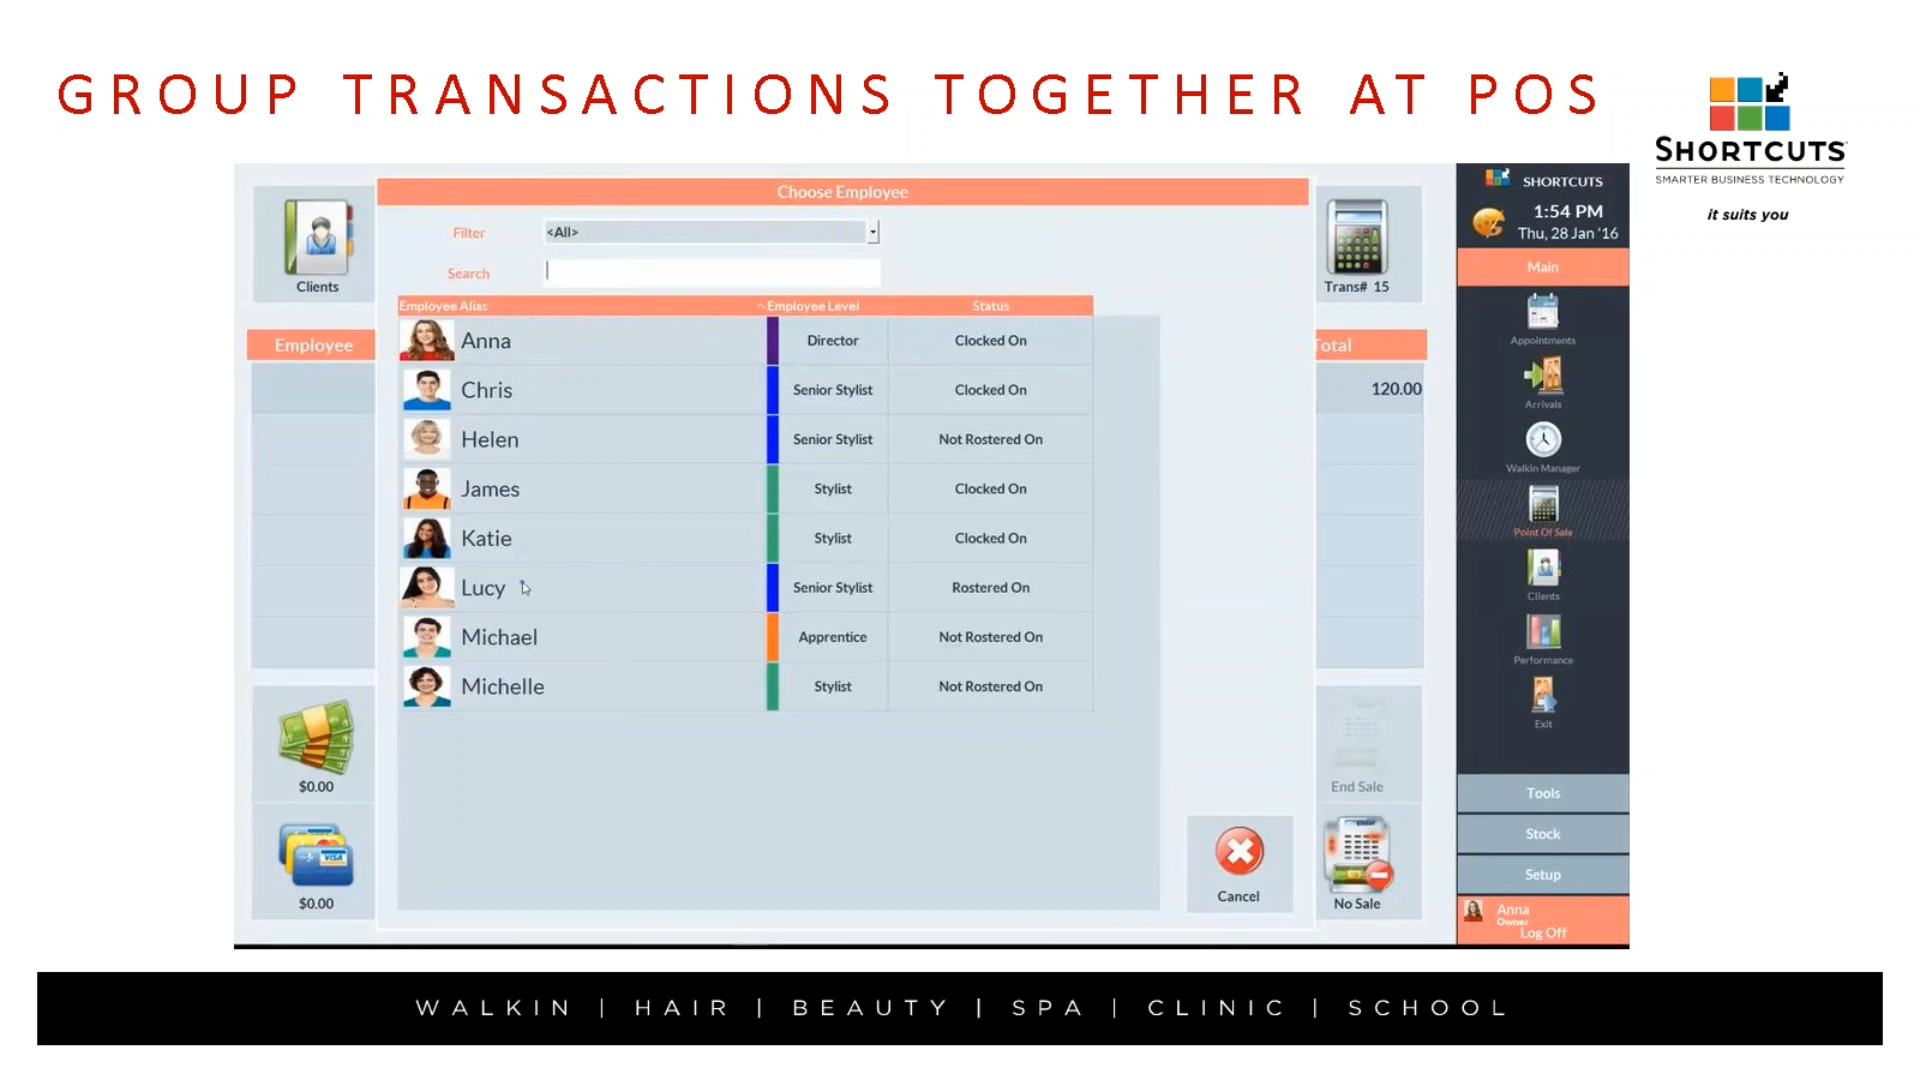 GROUP TRANSACTIONS TOGETHER AT POS
SHORTCUTS
SMARTER BUSINESS TECHNOLOGY
it suits you
Choose Employee
Filter <All>
Search
Employee Alias Employee Level Status
Anna Director Clocked On
Chris Senior Stylist Clocked On
Helen Senior Stylist Not Rostered On
James Stylist Clocked On
Katie Stylist Clocked On
Lucy Senior Stylist Rostered On
Michael Apprentice Not Rostered On
Michelle Stylist Not Rostered On
Cancel
Clients
Employee
$0.00
VISA
$0.00
Trans# 15
Total
120.00
End Sale
No Sale
SHORTCUTS
1:54 PM
Thu, 28 Jan '16
Main
Appointments
Arrivals
Walkin Manager
Point Of Sale
Clients
Performance
Exit
Tools
Stock
Setup
Anna
Owner
Log Off
WALKIN | HAIR | BEAUTY | SPA | CLINIC | SCHOOL